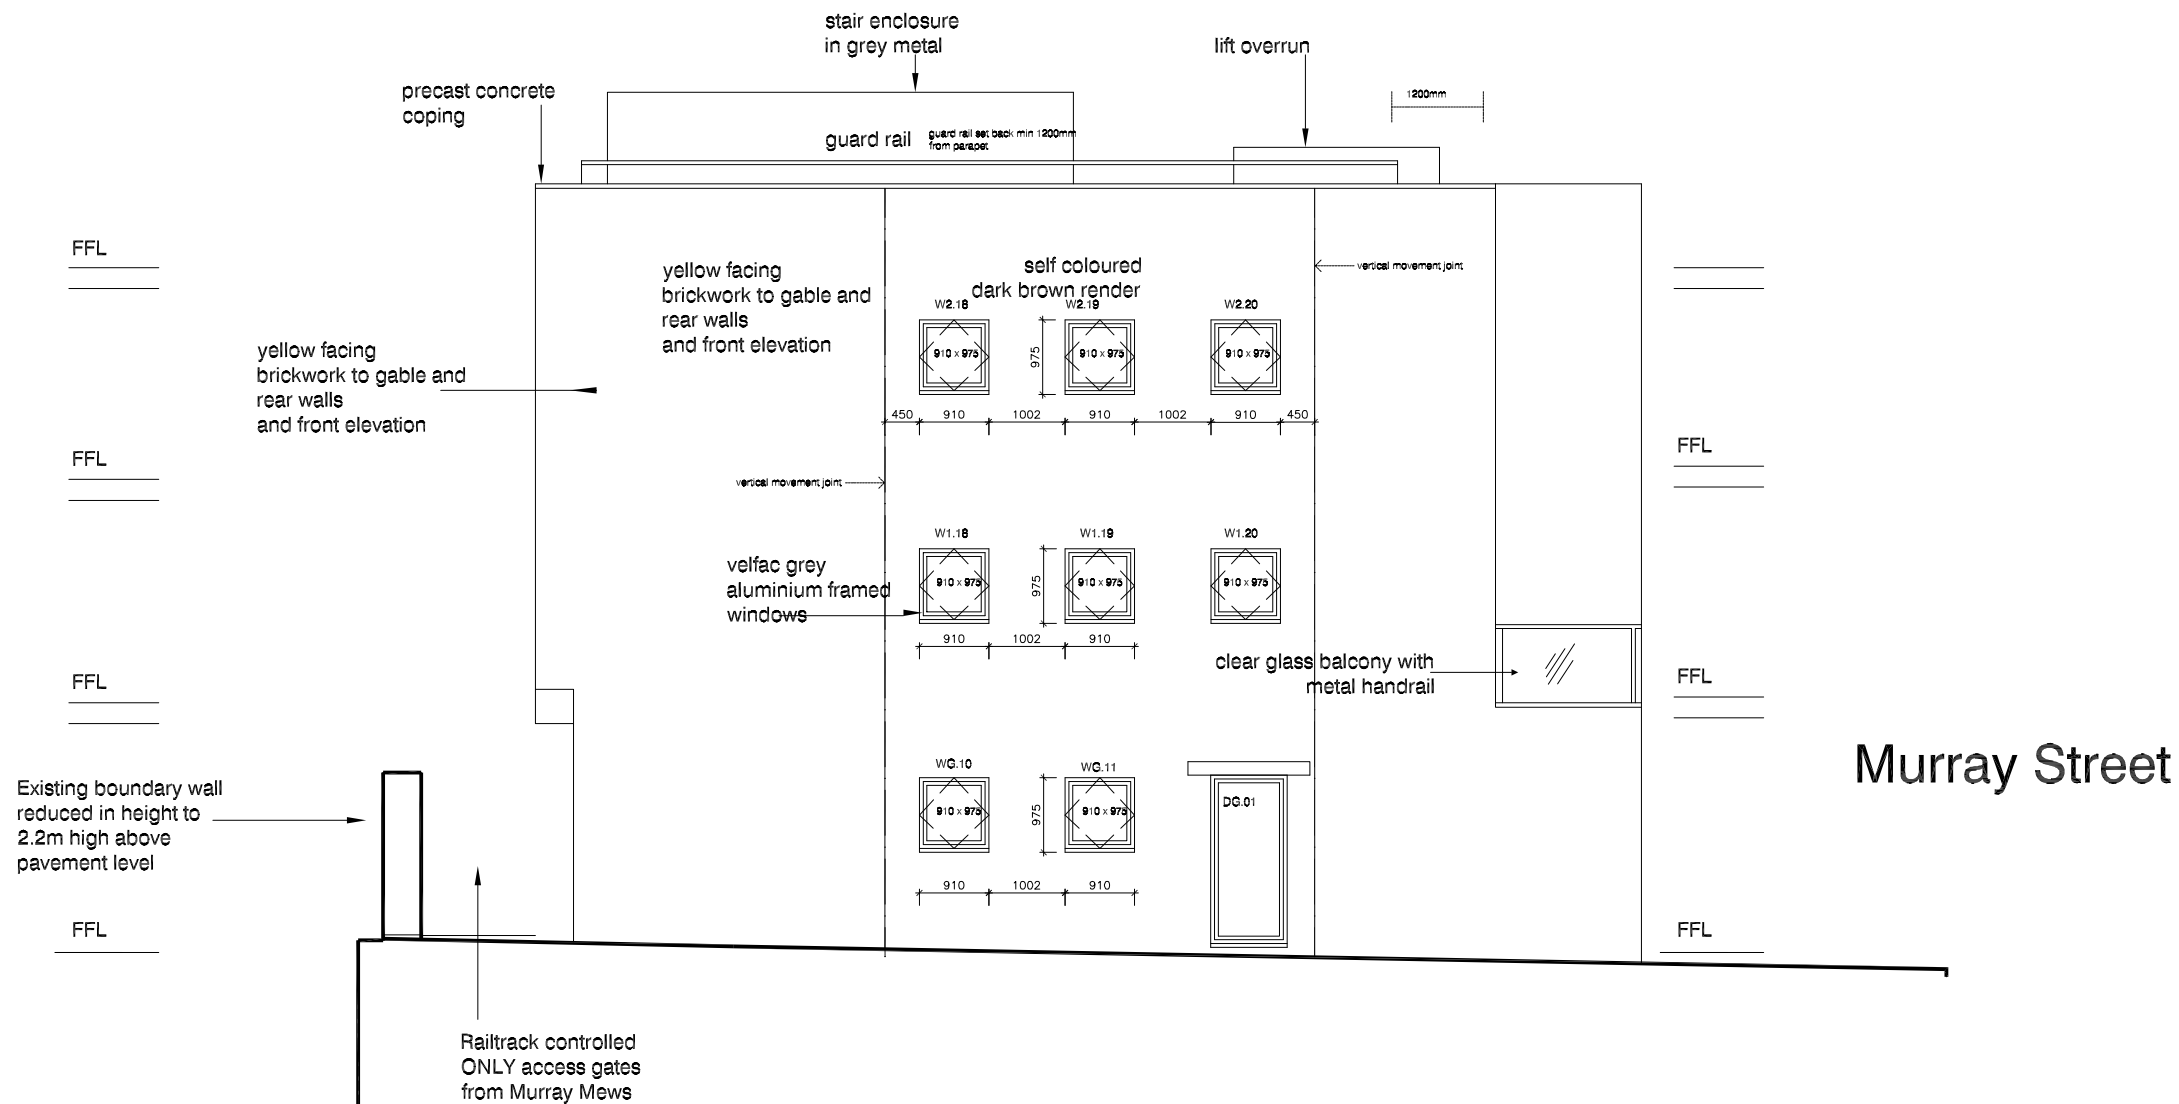 stair enclosure
in grey metal
lift overrun
precast concrete
coping
1200mm
guard rail
guard rail set back min 1200mm
from parapet
FFL
yellow facing
brickwork to gable and
rear walls
and front elevation
self coloured
dark brown render
vertical movement joint
W2.18
W2.19
W2.20
910 x 975
975
910 x 975
910 x 975
yellow facing
brickwork to gable and
rear walls
and front elevation
450
910
1002
910
1002
910
450
FFL
FFL
vertical movement joint
W1.18
W1.19
W1.20
velfac grey
aluminium framed
windows
910 x 975
975
910 x 975
910 x 975
910
1002
910
clear glass balcony with
metal handrail
FFL
FFL
Murray Street
WG.10
WG.11
Existing boundary wall
reduced in height to
2.2m high above
pavement level
910 x 975
975
910 x 975
DG.01
910
1002
910
FFL
FFL
Railtrack controlled
ONLY access gates
from Murray Mews